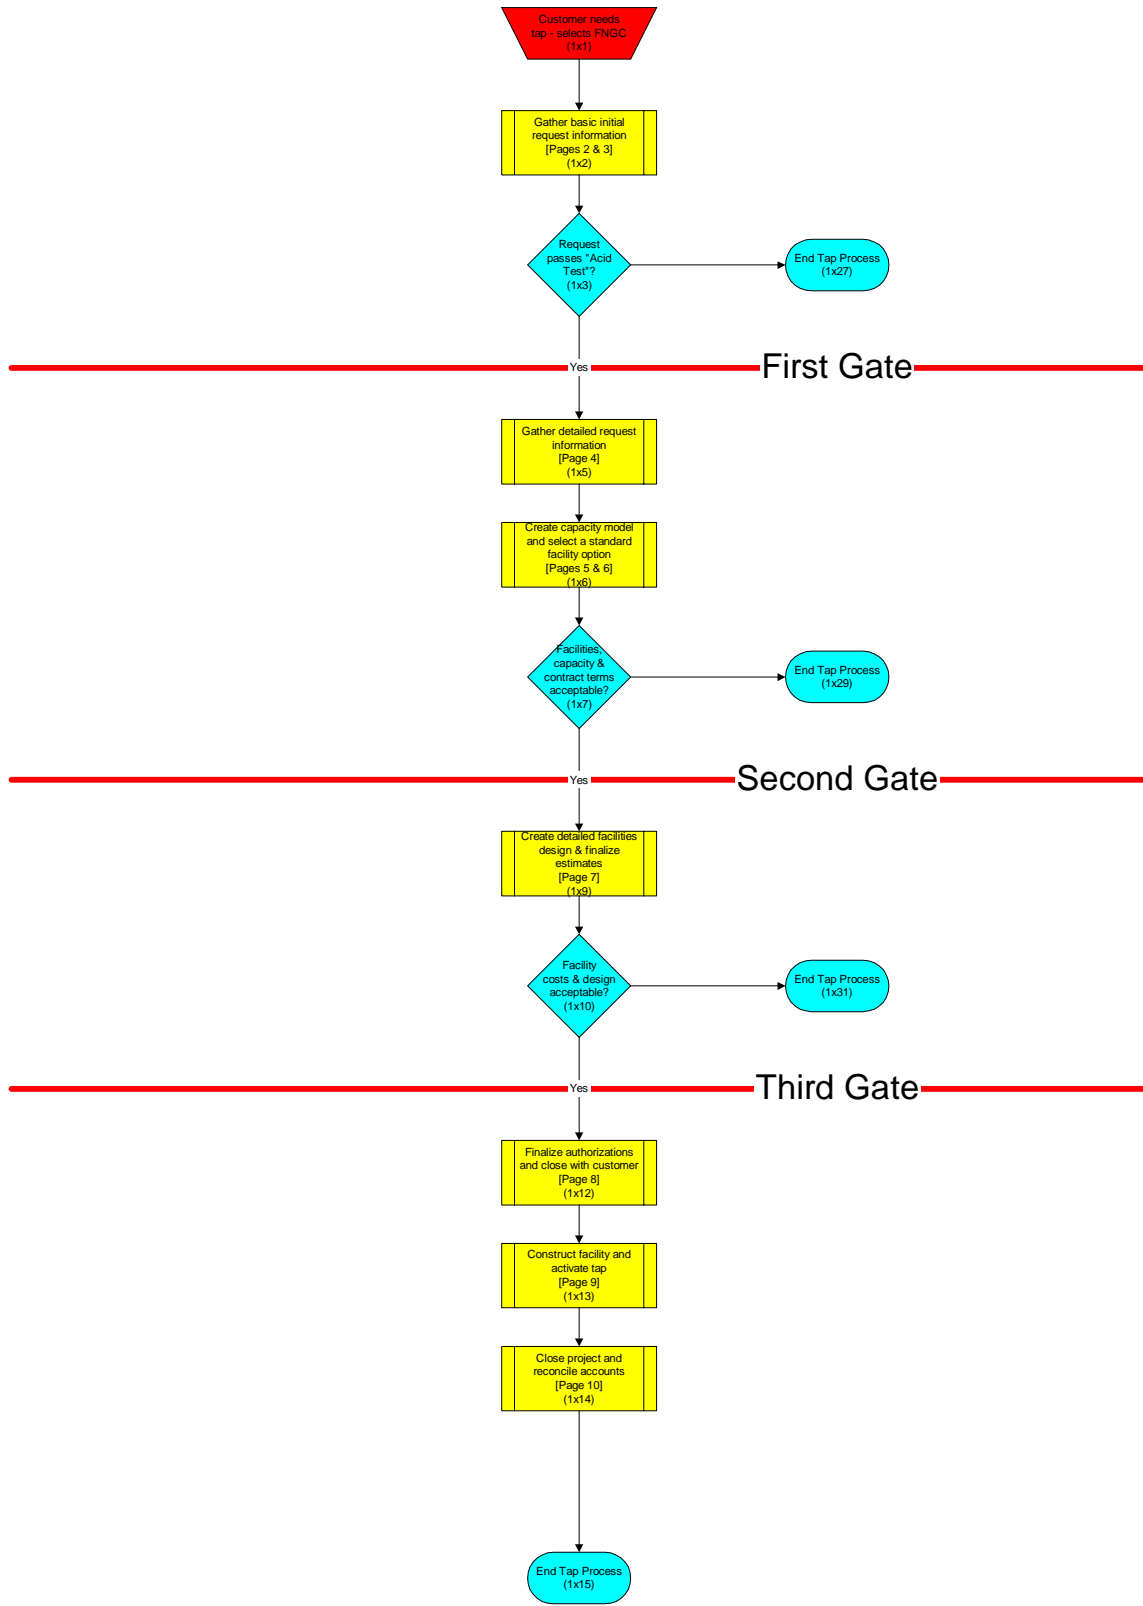 Customer needs
tap - selects FNGC
(1x1)
Gather basic initial
request information
[Pages 2 & 3]
(1x2)
Request
passes "Acid
Test"?
(1x3)
End Tap Process
(1x27)
Yes
First Gate
Gather detailed request
information
[Page 4]
(1x5)
Create capacity model
and select a standard
facility option
[Pages 5 & 6]
(1x6)
Facilities,
capacity &
contract terms
acceptable?
(1x7)
End Tap Process
(1x29)
Yes
Second Gate
Create detailed facilities
design & finalize
estimates
[Page 7]
(1x9)
Facility
costs & design
acceptable?
(1x10)
End Tap Process
(1x31)
Yes
Third Gate
Finalize authorizations
and close with customer
[Page 8]
(1x12)
Construct facility and
activate tap
[Page 9]
(1x13)
Close project and
reconcile accounts
[Page 10]
(1x14)
End Tap Process
(1x15)